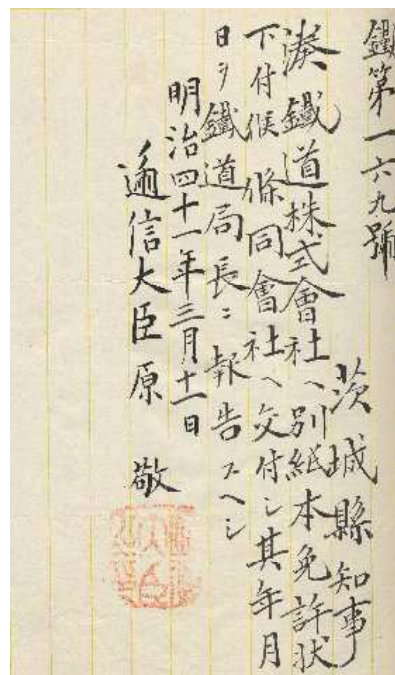 鐵第一六九號
茨城縣知事
湊鐵道株式會社ヘ別紙本免許狀
下付候條同會社ヘ交付シ其年月
日ヲ鐵道局長ニ報告スヘシ
明治四十一年三月十一日
遞信大臣原敬